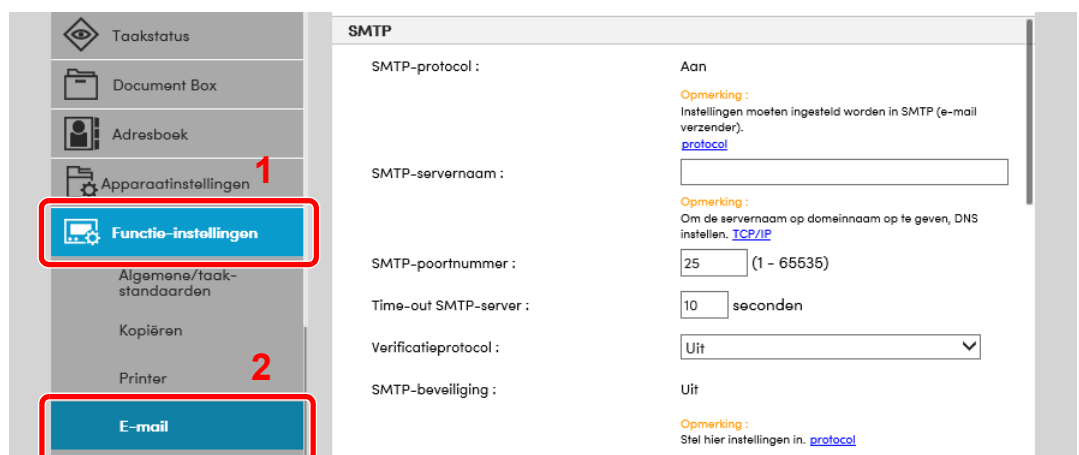 Taakstatus
Document Box
Adresboek
Apparaatinstellingen
1
Functie-instellingen
Algemene/taak-
standaarden
Kopiëren
Printer
2
E-mail
SMTP
SMTP-protocol :
Aan
Opmerking :
Instellingen moeten ingesteld worden in SMTP (e-mail
verzender).
protocol
SMTP-servernaam :
Opmerking :
Om de servernaam op domeinnaam op te geven, DNS
instellen. TCP/IP
SMTP-poortnummer :
25 (1 - 65535)
Time-out SMTP-server :
10 seconden
Verificatieprotocol :
Uit
SMTP-beveiliging :
Uit
Opmerking :
Stel hier instellingen in. protocol